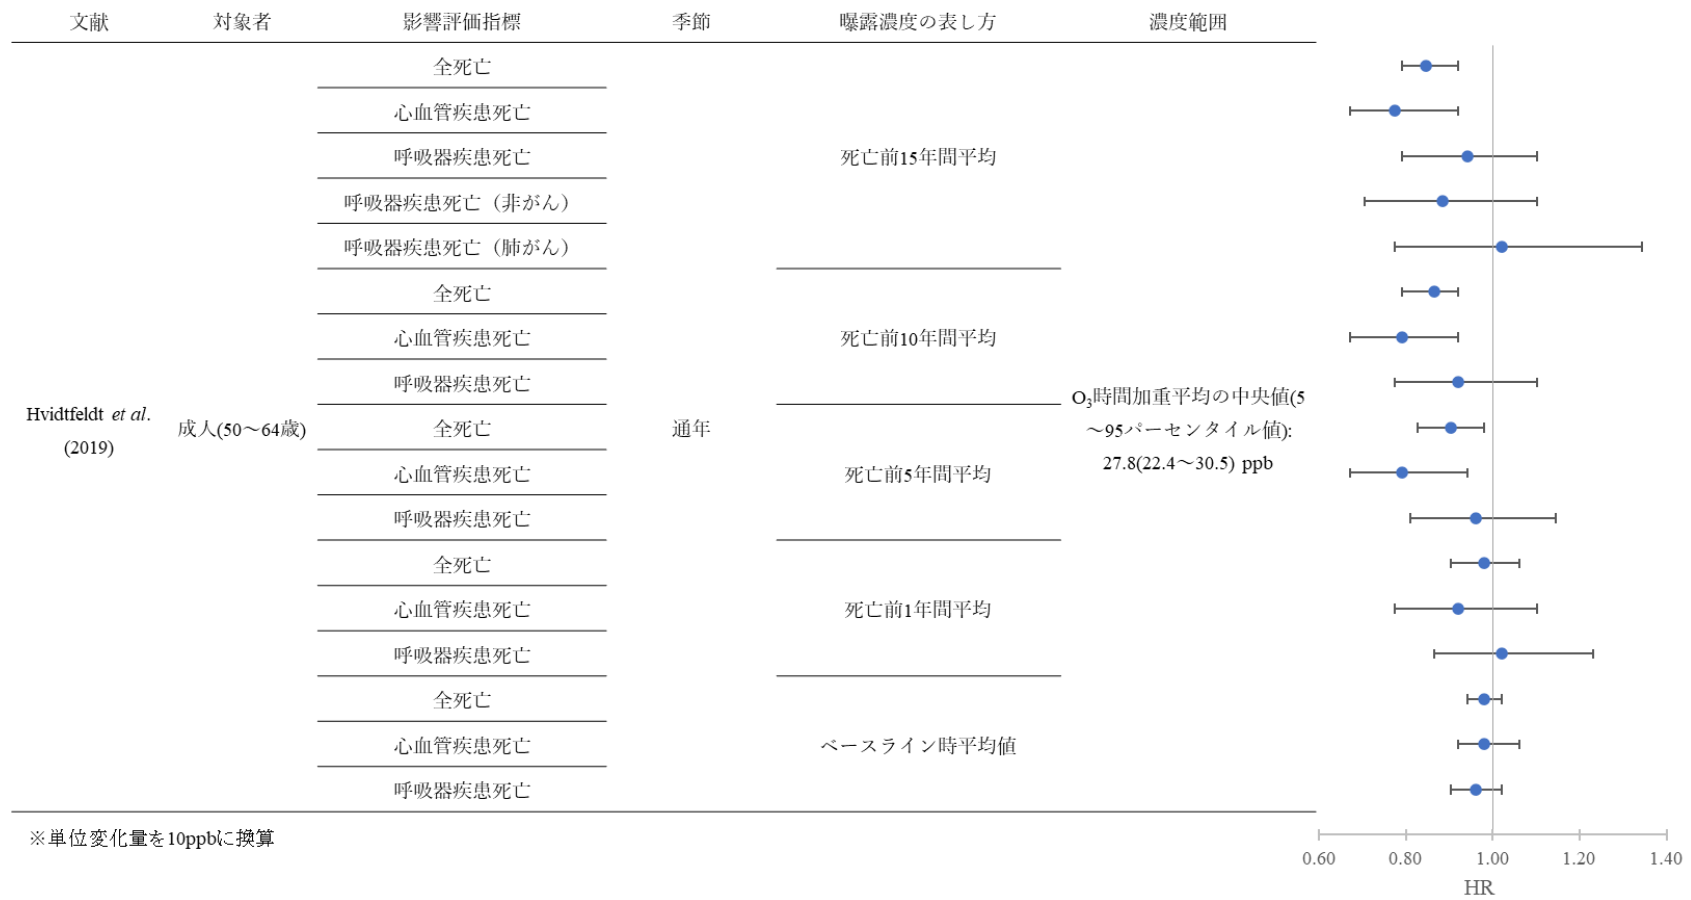 文献 対象者 影響評価指標 季節 曝露濃度の表し方 濃度範囲
全死亡
心血管疾患死亡
呼吸器疾患死亡 死亡前15年間平均
呼吸器疾患死亡（非がん）
呼吸器疾患死亡（肺がん）
全死亡
心血管疾患死亡 死亡前10年間平均
呼吸器疾患死亡
Hvidtfeldt et al.
(2019)
成人(50～64歳)
全死亡
通年
O₃時間加重平均の中央値(5
～95パーセンタイル値):
27.8(22.4～30.5) ppb
心血管疾患死亡 死亡前5年間平均
呼吸器疾患死亡
全死亡
心血管疾患死亡 死亡前1年間平均
呼吸器疾患死亡
全死亡
心血管疾患死亡 ベースライン時平均値
呼吸器疾患死亡
※単位変化量を10ppbに換算
0.60 0.80 1.00 1.20 1.40
HR